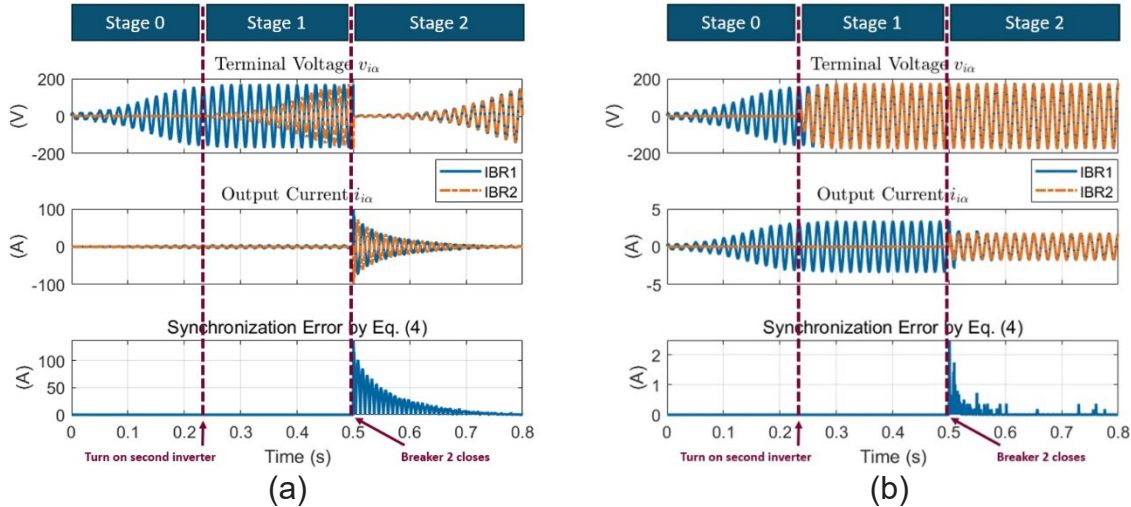 Stage 0 Stage 1 Stage 2
Terminal Voltage viα
200
0
-200
(V)
IBR1
IBR2
Output Current iiα
100
0
-100
(A)
Synchronization Error by Eq. (4)
100
50
0
(A)
0 0.1 0.2 0.3 0.4 0.5 0.6 0.7 0.8
Turn on second inverter Time (s) Breaker 2 closes
(a)
Stage 0 Stage 1 Stage 2
Terminal Voltage viα
200
0
-200
(V)
IBR1
IBR2
Output Current iiα
5
0
-5
(A)
Synchronization Error by Eq. (4)
2
1
0
(A)
0 0.1 0.2 0.3 0.4 0.5 0.6 0.7 0.8
Turn on second inverter Time (s) Breaker 2 closes
(b)